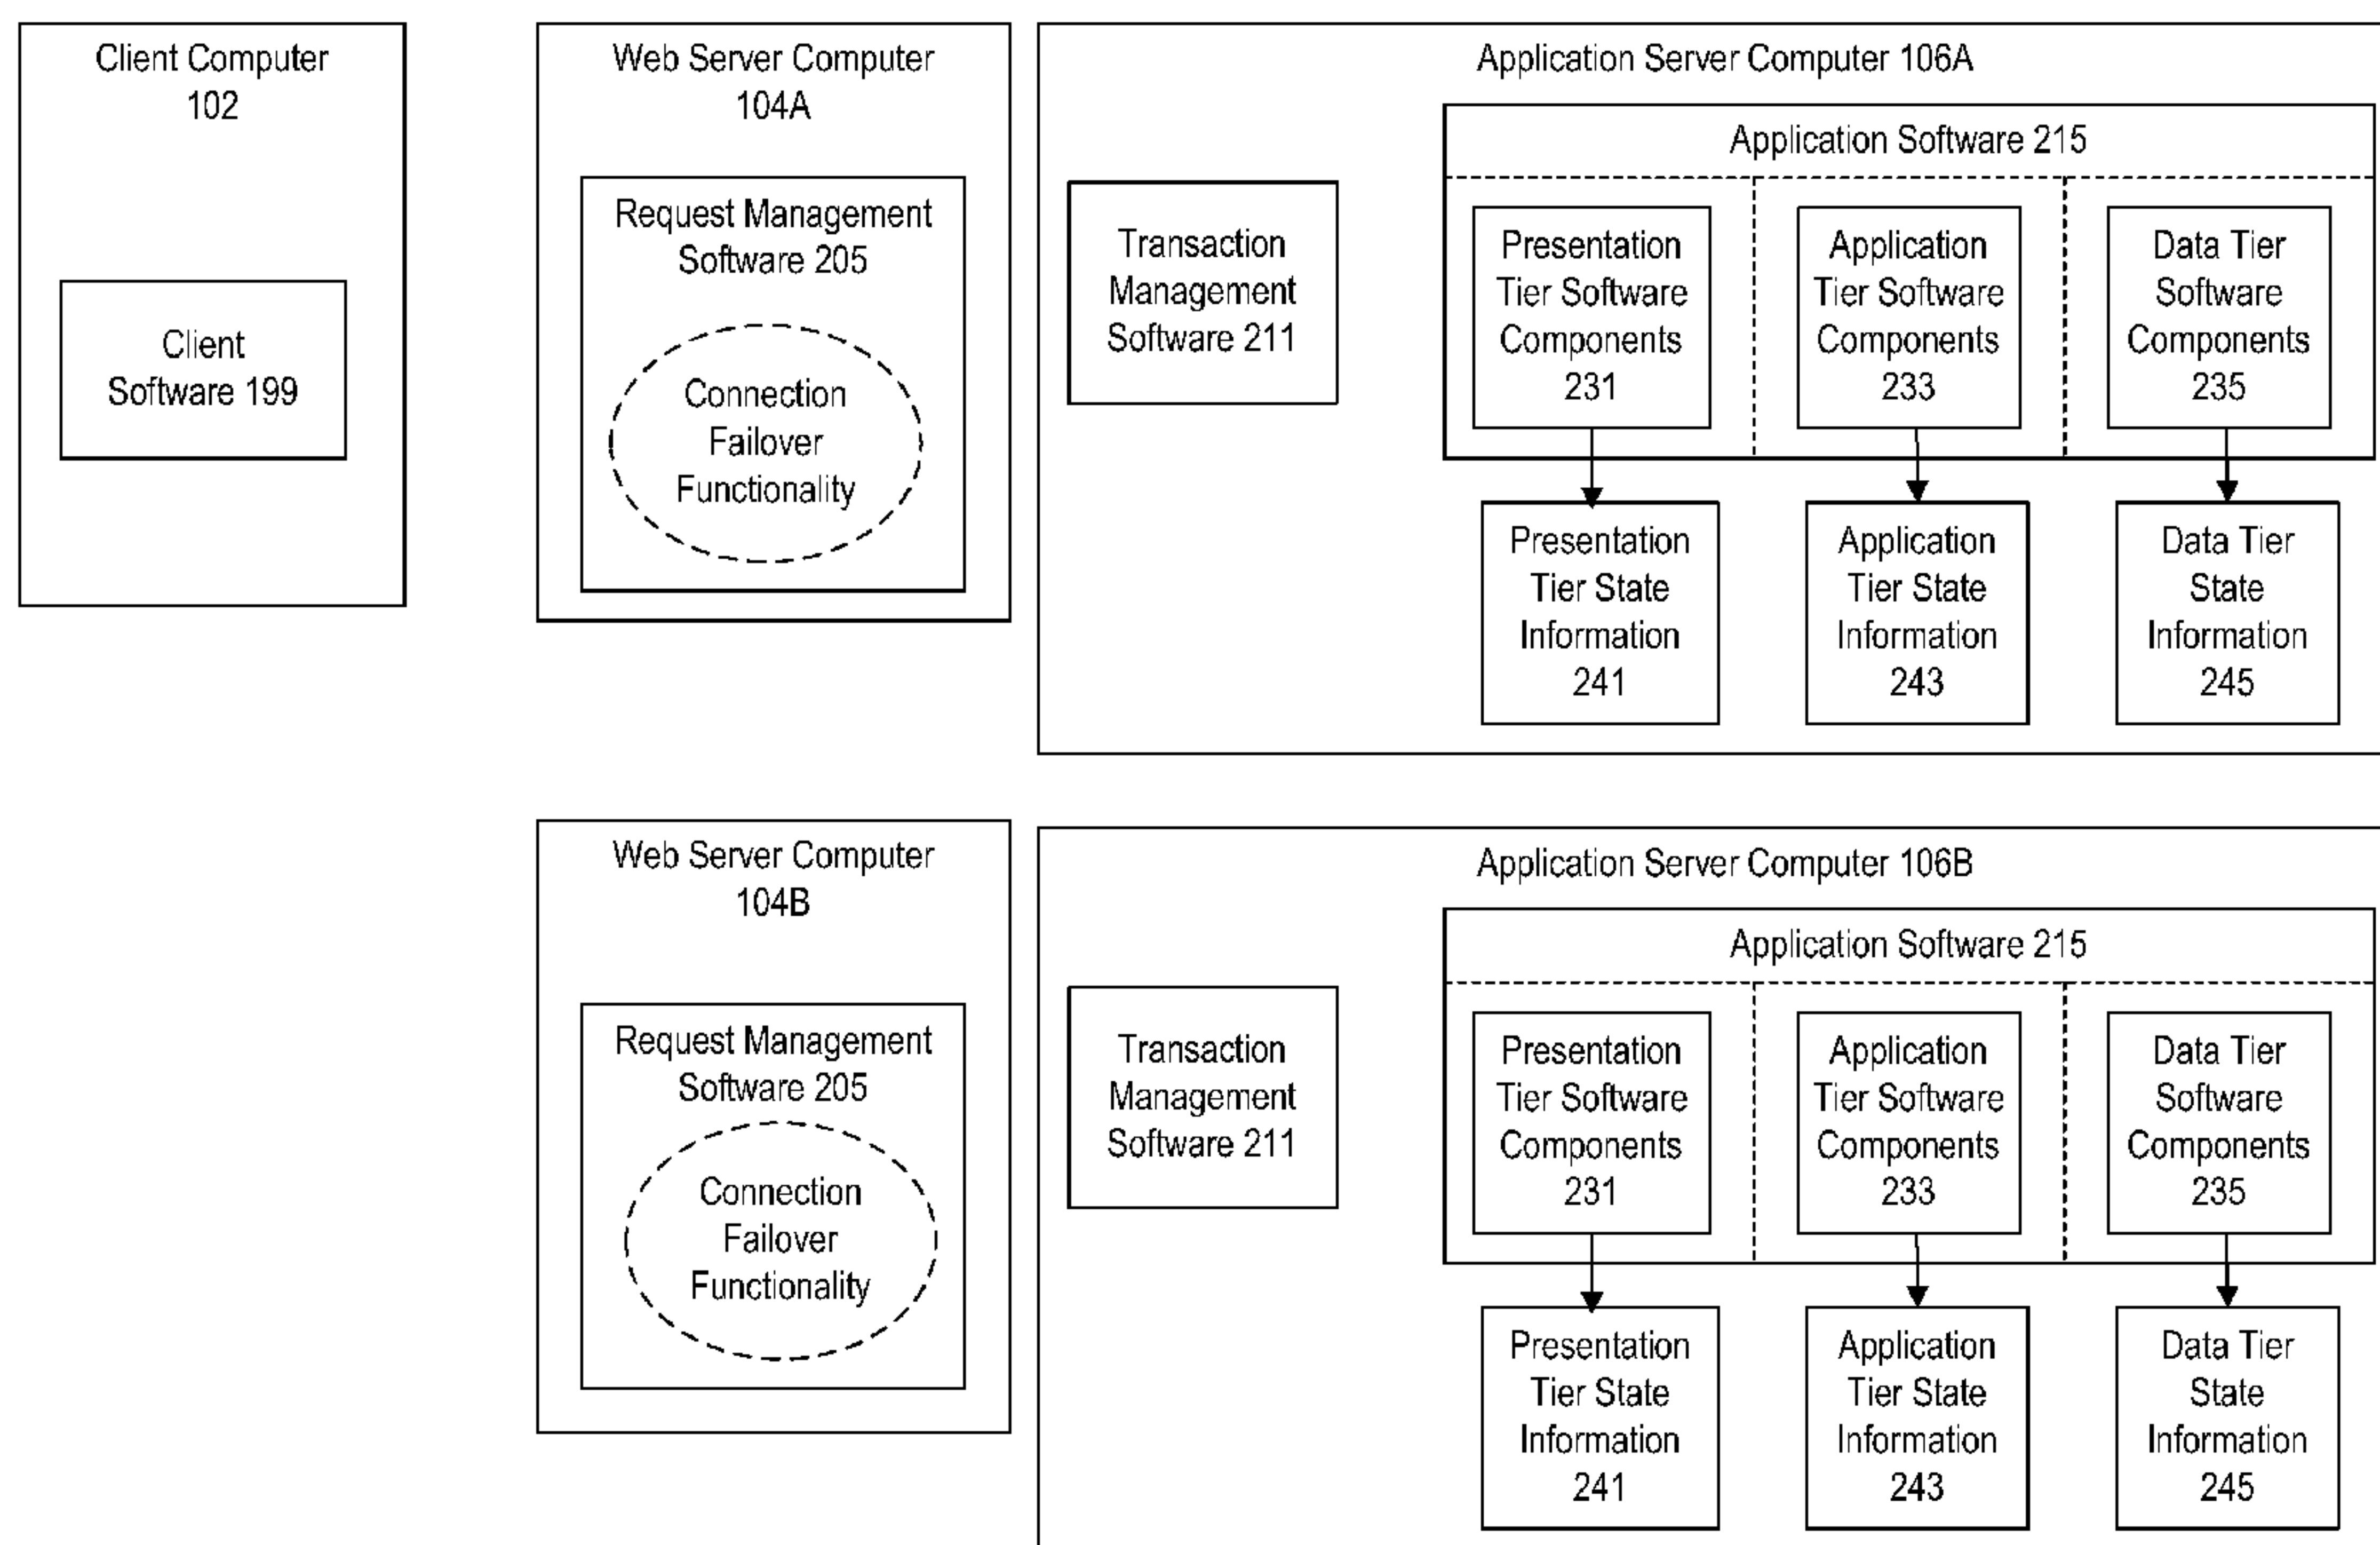 Client Computer
102
Client
Software 199
Web Server Computer
104A
Request Management
Software 205
Connection
Failover
Functionality
Application Server Computer 106A
Transaction
Management
Software 211
Application Software 215
Presentation
Tier Software
Components
231
Application
Tier Software
Components
233
Data Tier
Software
Components
235
Presentation
Tier State
Information
241
Application
Tier State
Information
243
Data Tier
State
Information
245
Web Server Computer
104B
Request Management
Software 205
Connection
Failover
Functionality
Application Server Computer 106B
Transaction
Management
Software 211
Application Software 215
Presentation
Tier Software
Components
231
Application
Tier Software
Components
233
Data Tier
Software
Components
235
Presentation
Tier State
Information
241
Application
Tier State
Information
243
Data Tier
State
Information
245